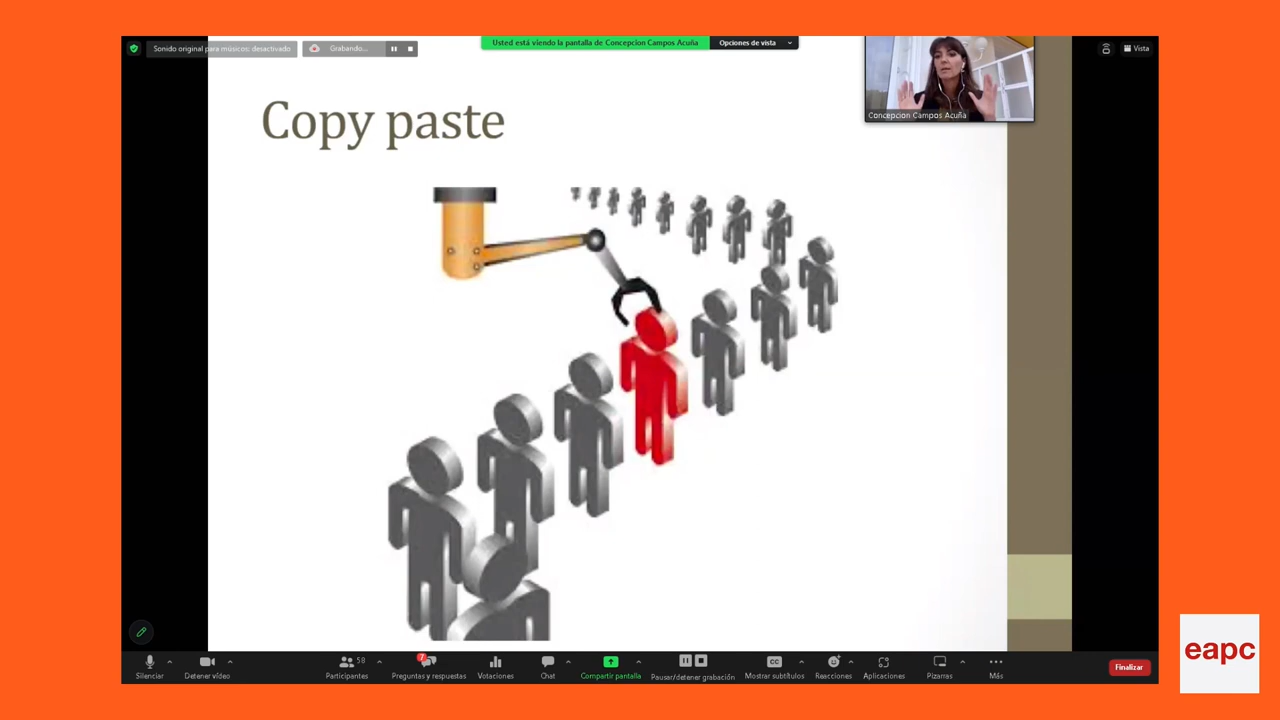 Sonido original para músicos: desactivado
Grabando...
Usted está viendo la pantalla de Concepcion Campos Acuña
Opciones de vista
Vista
Copy paste
Concepcion Campos Acuña
Silenciar
Detener vídeo
58
Participantes
7
Preguntas y respuestas
Votaciones
Chat
Compartir pantalla
Pausar/detener grabación
CC
Mostrar subtítulos
Reacciones
Aplicaciones
Pizarras
Más
Finalizar
eapc